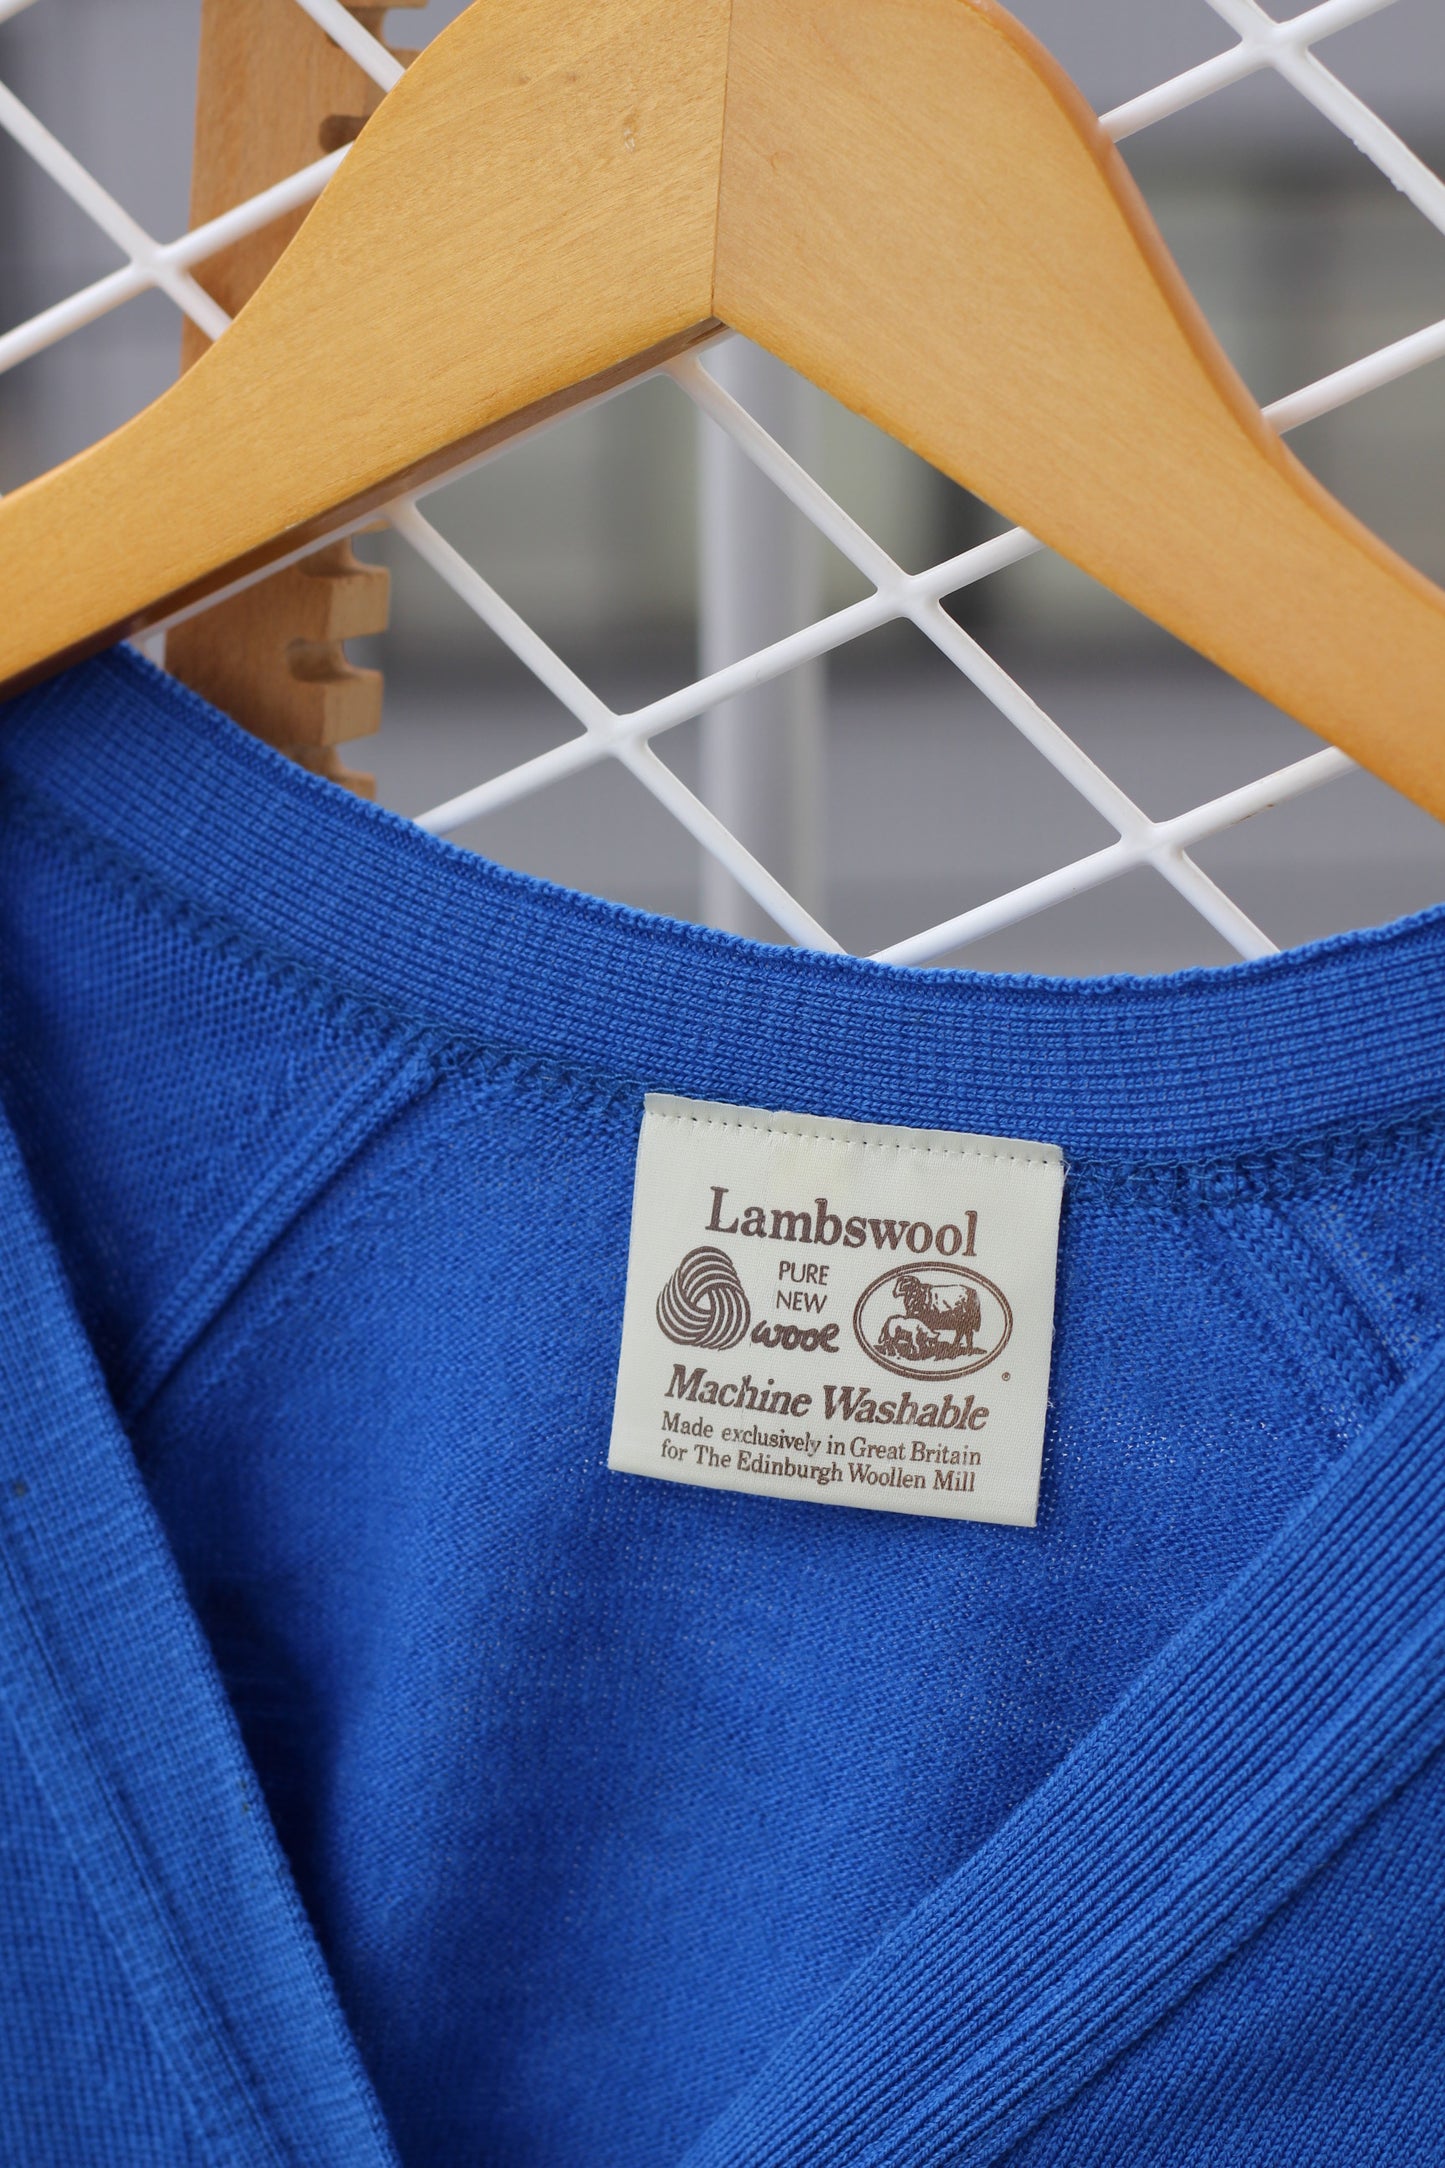 Lambswool
PURE
NEW
wool
®
Machine Washable
Made exclusively in Great Britain
for The Edinburgh Woollen Mill